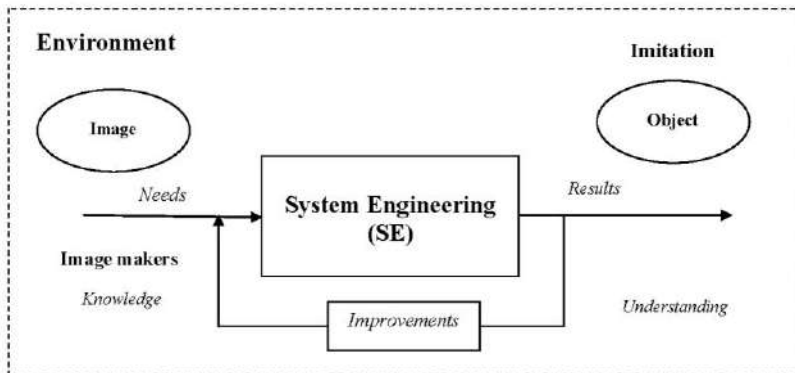 Environment
Imitation
Image
Object
Needs
System Engineering
(SE)
Results
Image makers
Knowledge
Improvements
Understanding